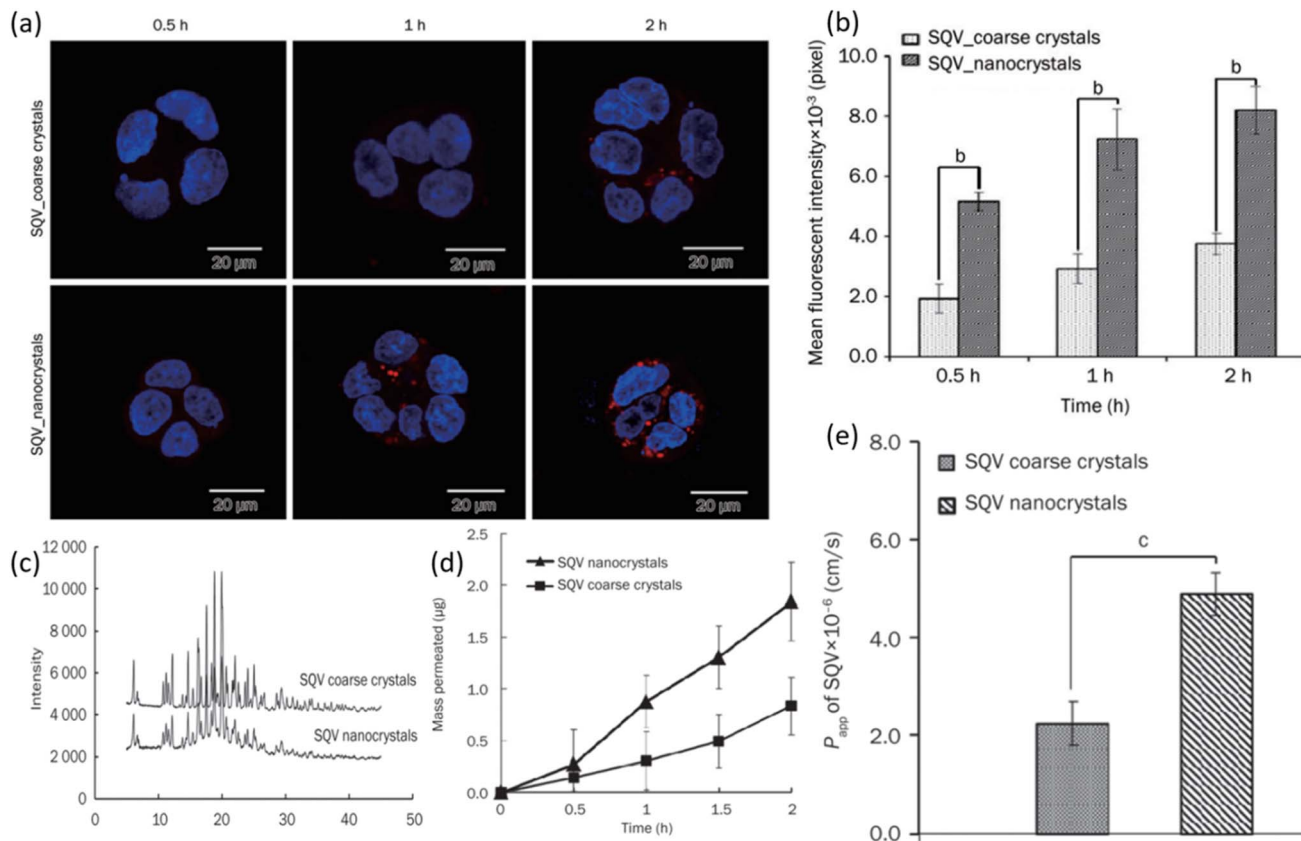 (a)
0.5 h
1 h
2 h
SQV_coarse crystals
20 µm
20 µm
20 µm
SQV_nanocrystals
20 µm
20 µm
20 µm
(b)
SQV_coarse crystals
SQV_nanocrystals
Mean fluorescent intensity×10⁻³ (pixel)
10.0
8.0
6.0
4.0
2.0
0.0
b
b
b
0.5 h
1 h
2 h
Time (h)
(c)
Intensity
12 000
10 000
8 000
6 000
4 000
2 000
0
SQV coarse crystals
SQV nanocrystals
0
10
20
30
40
50
(d)
Mass permeated (µg)
2.5
2.0
1.5
1.0
0.5
0.0
SQV nanocrystals
SQV coarse crystals
0
0.5
1
1.5
2
Time (h)
(e)
P app of SQV×10⁻⁶ (cm/s)
8.0
6.0
4.0
2.0
0.0
SQV coarse crystals
SQV nanocrystals
c